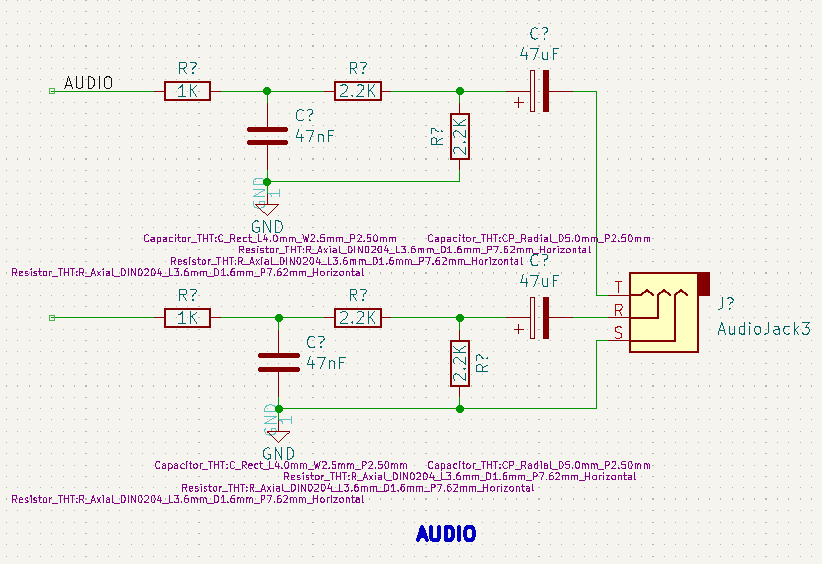 C?
47uF
AUDIO
R?
1K
R?
2.2K
C?
47nF
R?
2.2K
GND
1
GND
Capacitor_THT:C_Rect_L4.0mm_W2.5mm_P2.50mm
Capacitor_THT:CP_Radial_D5.0mm_P2.50mm
Resistor_THT:R_Axial_DIN0204_L3.6mm_D1.6mm_P7.62mm_Horizontal
Resistor_THT:R_Axial_DIN0204_L3.6mm_D1.6mm_P7.62mm_Horizontal
Resistor_THT:R_Axial_DIN0204_L3.6mm_D1.6mm_P7.62mm_Horizontal
C?
47uF
R?
1K
R?
2.2K
T
R
S
J?
AudioJack3
C?
47nF
2.2K
R?
GND
1
GND
Capacitor_THT:C_Rect_L4.0mm_W2.5mm_P2.50mm
Capacitor_THT:CP_Radial_D5.0mm_P2.50mm
Resistor_THT:R_Axial_DIN0204_L3.6mm_D1.6mm_P7.62mm_Horizontal
Resistor_THT:R_Axial_DIN0204_L3.6mm_D1.6mm_P7.62mm_Horizontal
Resistor_THT:R_Axial_DIN0204_L3.6mm_D1.6mm_P7.62mm_Horizontal
AUDIO